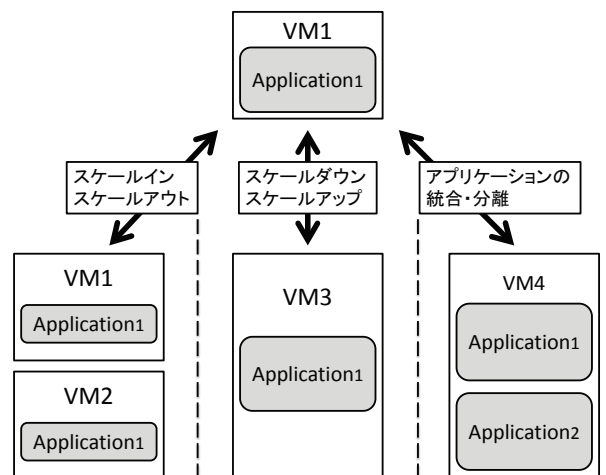 VM1
Application1
スケールイン
スケールアウト
スケールダウン
スケールアップ
アプリケーションの
統合・分離
VM1
Application1
VM2
Application1
VM3
Application1
VM4
Application1
Application2